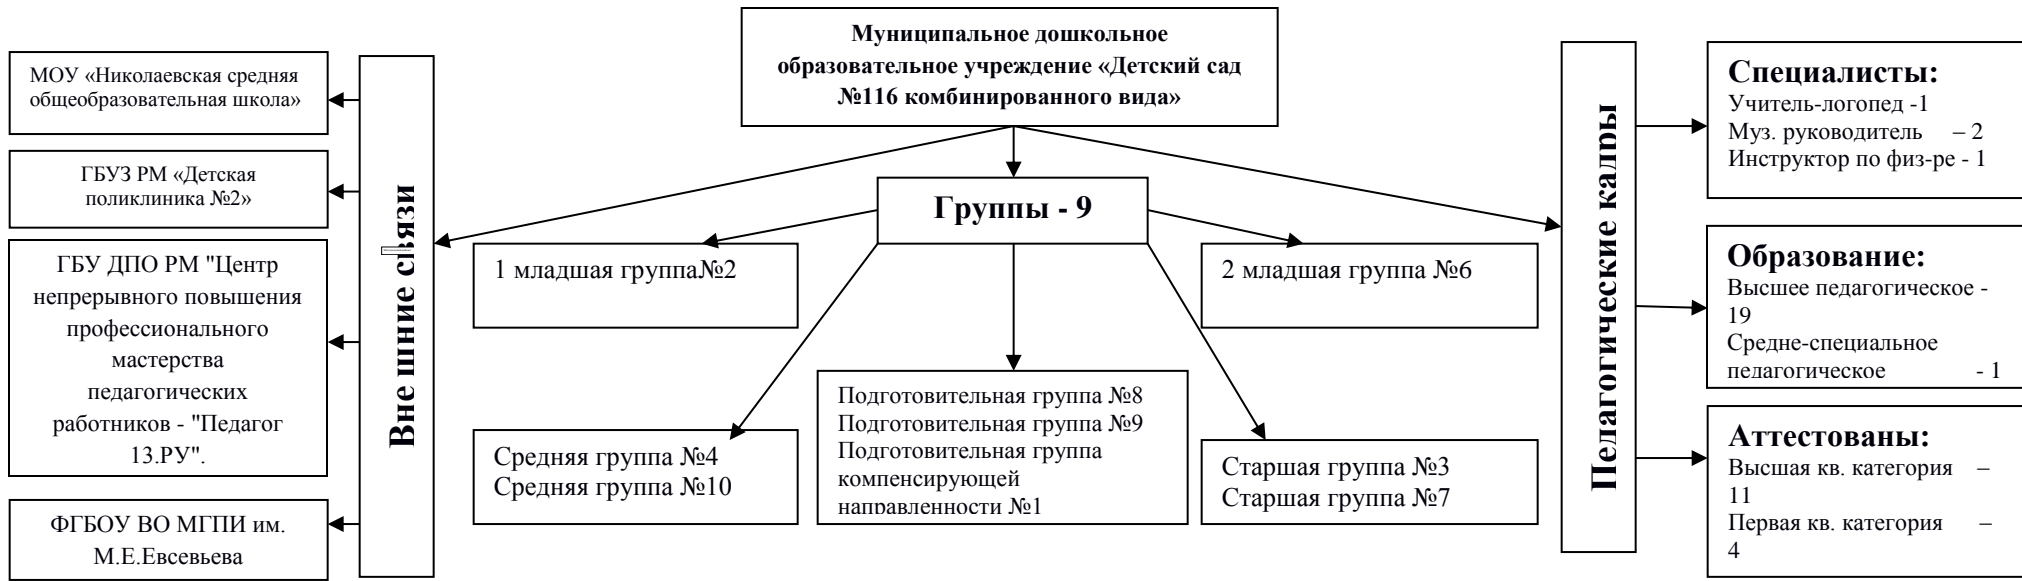 Муниципальное дошкольное
образовательное учреждение «Детский сад
№116 комбинированного вида»
МОУ «Николаевская средняя
общеобразовательная школа»
ГБУЗ РМ «Детская
поликлиника №2»
ГБУ ДПО РМ "Центр
непрерывного повышения
профессионального
мастерства
педагогических
работников - "Педагог
13.РУ".
ФГБОУ ВО МГПИ им.
М.Е.Евсевьева
Вне шние связи
Группы - 9
1 младшая группа№2
2 младшая группа №6
Средняя группа №4
Средняя группа №10
Подготовительная группа №8
Подготовительная группа №9
Подготовительная группа
компенсирующей
направленности №1
Старшая группа №3
Старшая группа №7
Педагогические кадры
Специалисты:
Учитель-логопед -1
Муз. руководитель – 2
Инструктор по физ-ре - 1
Образование:
Высшее педагогическое -
19
Средне-специальное
педагогическое - 1
Аттестованы:
Высшая кв. категория –
11
Первая кв. категория –
4